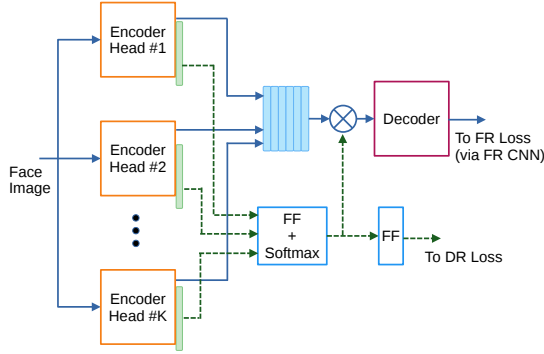 Encoder
Head #1
Encoder
Head #2
Face
Image
Encoder
Head #K
FF
+
Softmax
FF
Decoder
To FR Loss
(via FR CNN)
To DR Loss